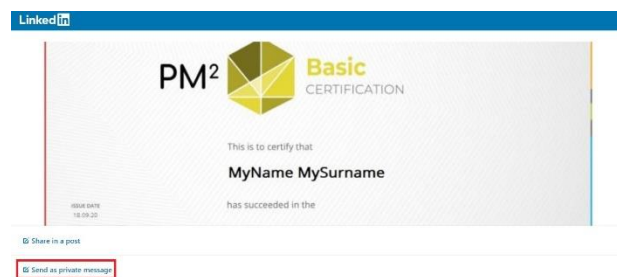 Linked in
PM² Basic
CERTIFICATION
This is to certify that
MyName MySurname
ISSUE DATE has succeeded in the
18.09.20
Share in a post
Send as private message